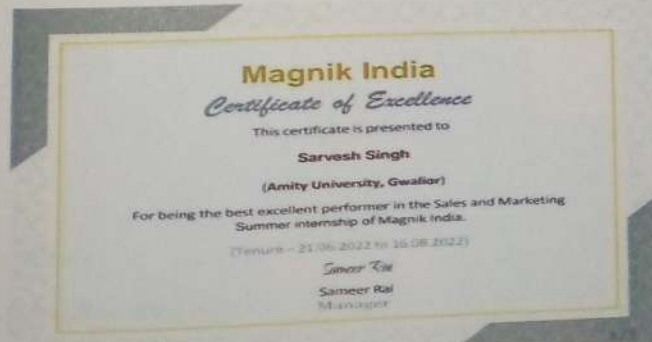 Magnik India
Certificate of Excellence
This certificate is presented to
Sarvesh Singh
(Amity University, Gwalior)
For being the best excellent performer in the Sales and Marketing
Summer internship of Magnik India.
(Tenure - 21.06.2022 to 16.08.2022)
Sameer Rai
Sameer Rai
Manager